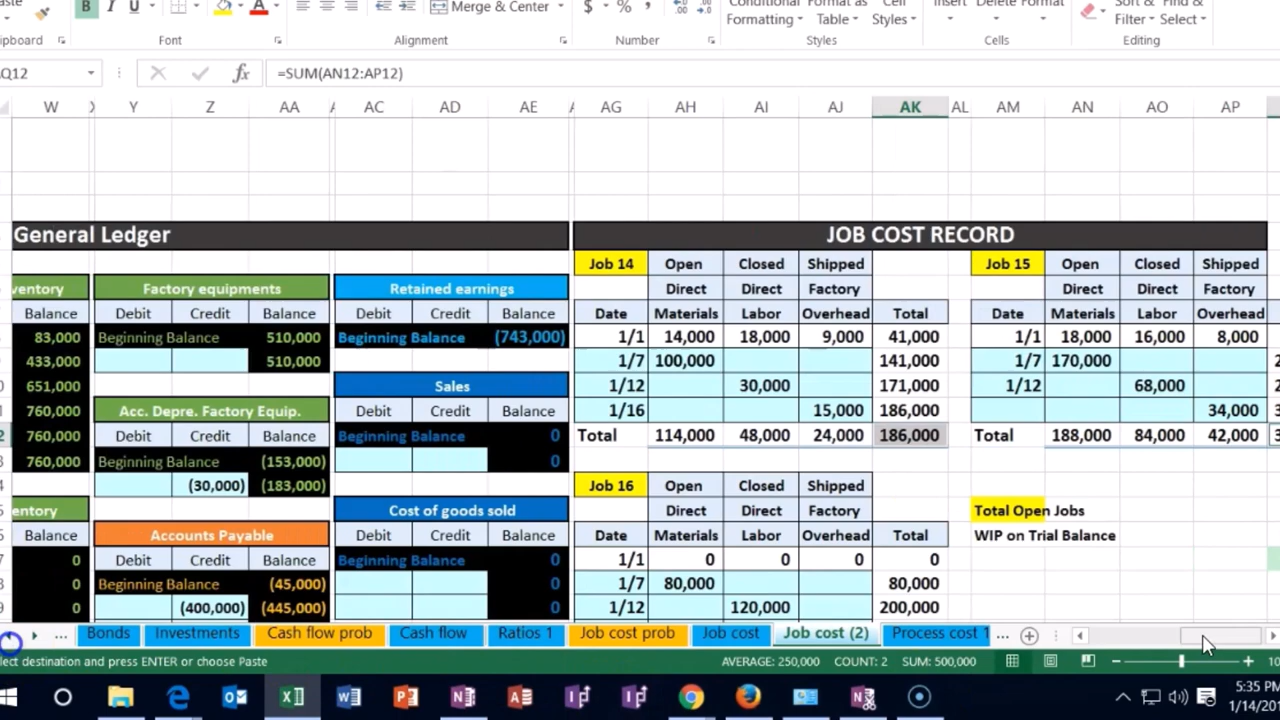 Merge & Center $ % Conditional Format as Cell Insert Delete Format Sort & Find &
Formatting Table Styles Filter Select
Font Alignment Number Styles Cells Editing
Q12 fx =SUM(AN12:AP12)
W Y Z AA AC AD AE AG AH AI AJ AK AL AM AN AO AP
General Ledger JOB COST RECORD
Job 14 Open Closed Shipped Job 15 Open Closed Shipped
Factory equipments Retained earnings Direct Direct Factory Direct Direct Factory
Balance Debit Credit Balance Debit Credit Balance Date Materials Labor Overhead Total Date Materials Labor Overhead
83,000 Beginning Balance 510,000 Beginning Balance (743,000) 1/1 14,000 18,000 9,000 41,000 1/1 18,000 16,000 8,000
433,000 510,000 1/7 100,000 141,000 1/7 170,000
651,000 Sales 1/12 30,000 171,000 1/12 68,000
760,000 Acc. Depre. Factory Equip. Debit Credit Balance 1/16 15,000 186,000 34,000
760,000 Debit Credit Balance Beginning Balance 0 Total 114,000 48,000 24,000 186,000 Total 188,000 84,000 42,000
760,000 Beginning Balance (153,000) 0
(30,000) (183,000) Job 16 Open Closed Shipped
Cost of goods sold Direct Direct Factory Total Open Jobs
Balance Accounts Payable Debit Credit Balance Date Materials Labor Overhead Total WIP on Trial Balance
0 Debit Credit Balance Beginning Balance 0 1/1 0 0 0 0
0 Beginning Balance (45,000) 0 1/7 80,000 80,000
0 (400,000) (445,000) 0 1/12 120,000 200,000
... Bonds Investments Cash flow prob Cash flow Ratios 1 Job cost prob Job cost Job cost (2) Process cost 1 ...
lect destination and press ENTER or choose Paste AVERAGE: 250,000 COUNT: 2 SUM: 500,000
5:35 PM